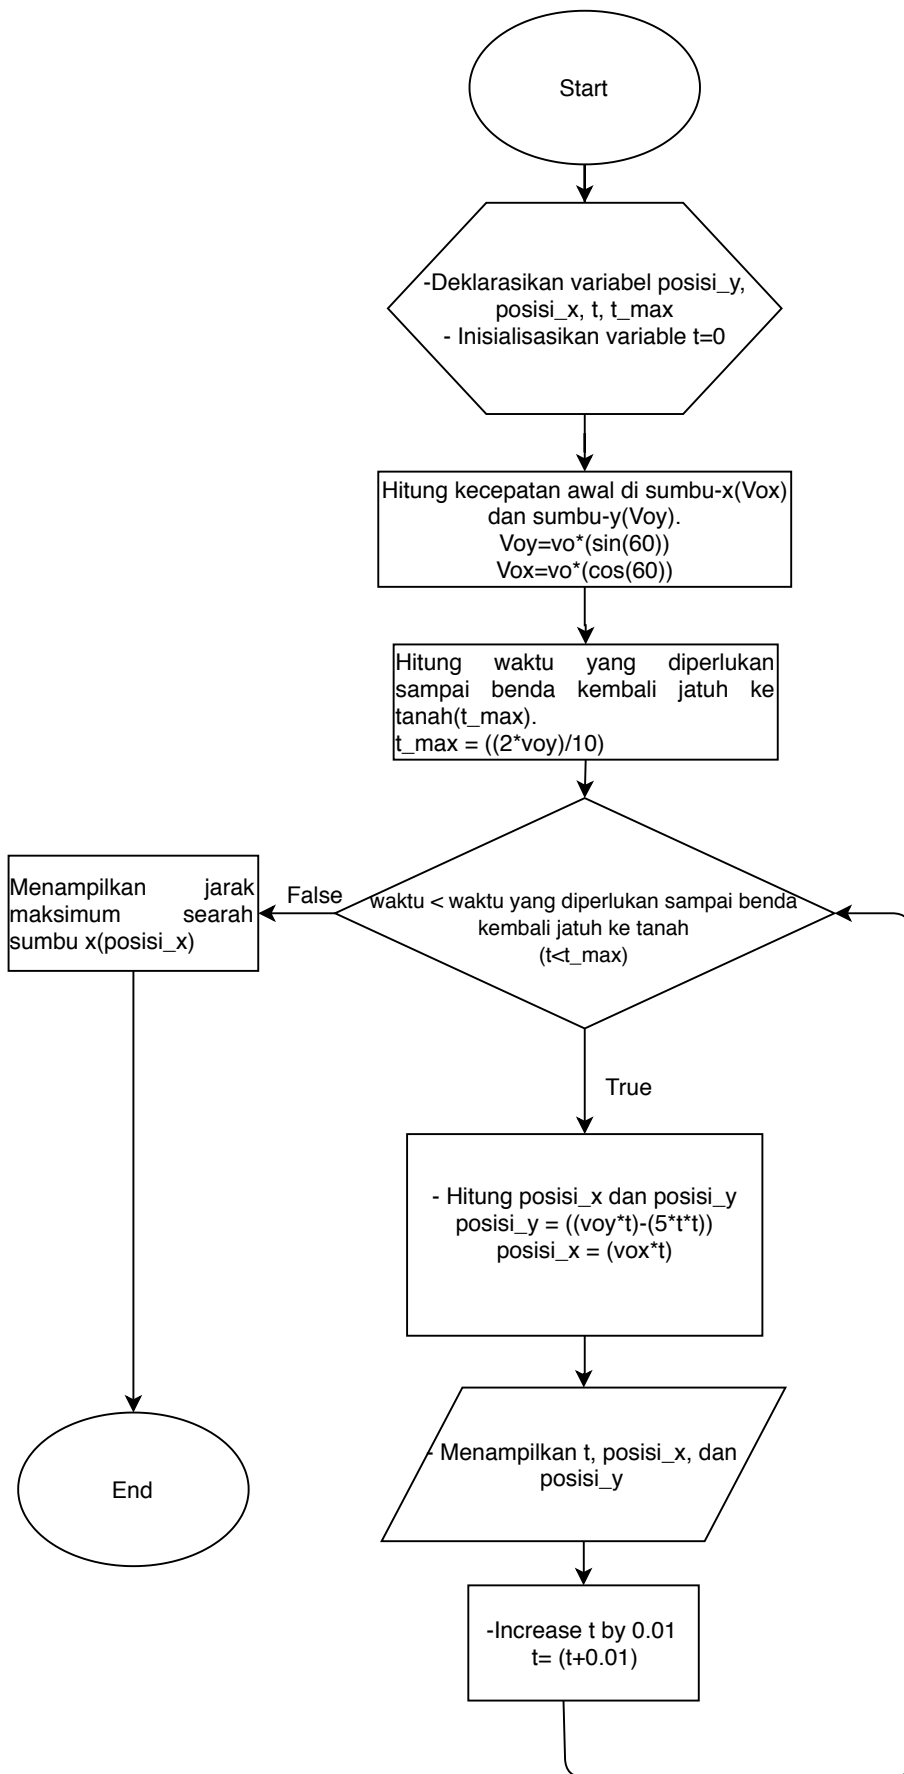 Start
-Deklarasikan variabel posisi_y,
posisi_x, t, t_max
- Inisialisasikan variable t=0
Hitung kecepatan awal di sumbu-x(Vox)
dan sumbu-y(Voy).
Voy=vo*(sin(60))
Vox=vo*(cos(60))
Hitung waktu yang diperlukan
sampai benda kembali jatuh ke
tanah(t_max).
t_max = ((2*voy)/10)
waktu < waktu yang diperlukan sampai benda
kembali jatuh ke tanah
(t<t_max)
False
Menampilkan jarak
maksimum searah
sumbu x(posisi_x)
True
- Hitung posisi_x dan posisi_y
posisi_y = ((voy*t)-(5*t*t))
posisi_x = (vox*t)
- Menampilkan t, posisi_x, dan
posisi_y
End
-Increase t by 0.01
t= (t+0.01)